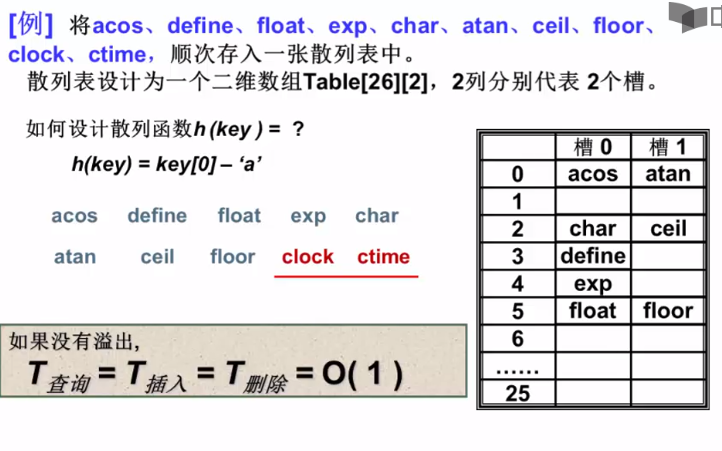 [例] 将acos、define、float、exp、char、atan、ceil、floor、
clock、ctime，顺次存入一张散列表中。
散列表设计为一个二维数组Table[26][2]，2列分别代表 2个槽。
如何设计散列函数h (key ) = ？
h(key) = key[0] – ‘a’
acos define float exp char
atan ceil floor clock ctime
如果没有溢出,
T查询 = T插入 = T删除 = O( 1 )
槽 0 槽 1
0 acos atan
1
2 char ceil
3 define
4 exp
5 float floor
6
……
25